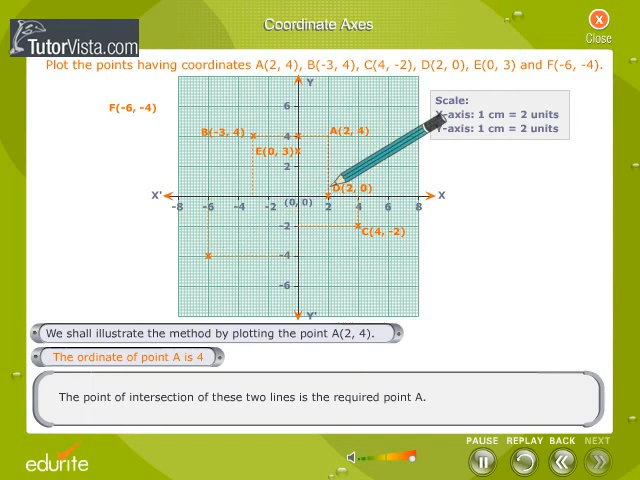 Coordinate Axes
Close
TutorVista.com
Plot the points having coordinates A(2, 4), B(-3, 4), C(4, -2), D(2, 0), E(0, 3) and F(-6, -4).
F(-6, -4)
Y
Scale:
X-axis: 1 cm = 2 units
Y-axis: 1 cm = 2 units
6
B(-3, 4)
4
A(2, 4)
E(0, 3)
2
D(2, 0)
X'
X
(0, 0)
-8 -6 -4 -2 2 4 6 8
-2
C(4, -2)
-4
-6
Y'
We shall illustrate the method by plotting the point A(2, 4).
The ordinate of point A is 4
The point of intersection of these two lines is the required point A.
PAUSE REPLAY BACK NEXT
edurite